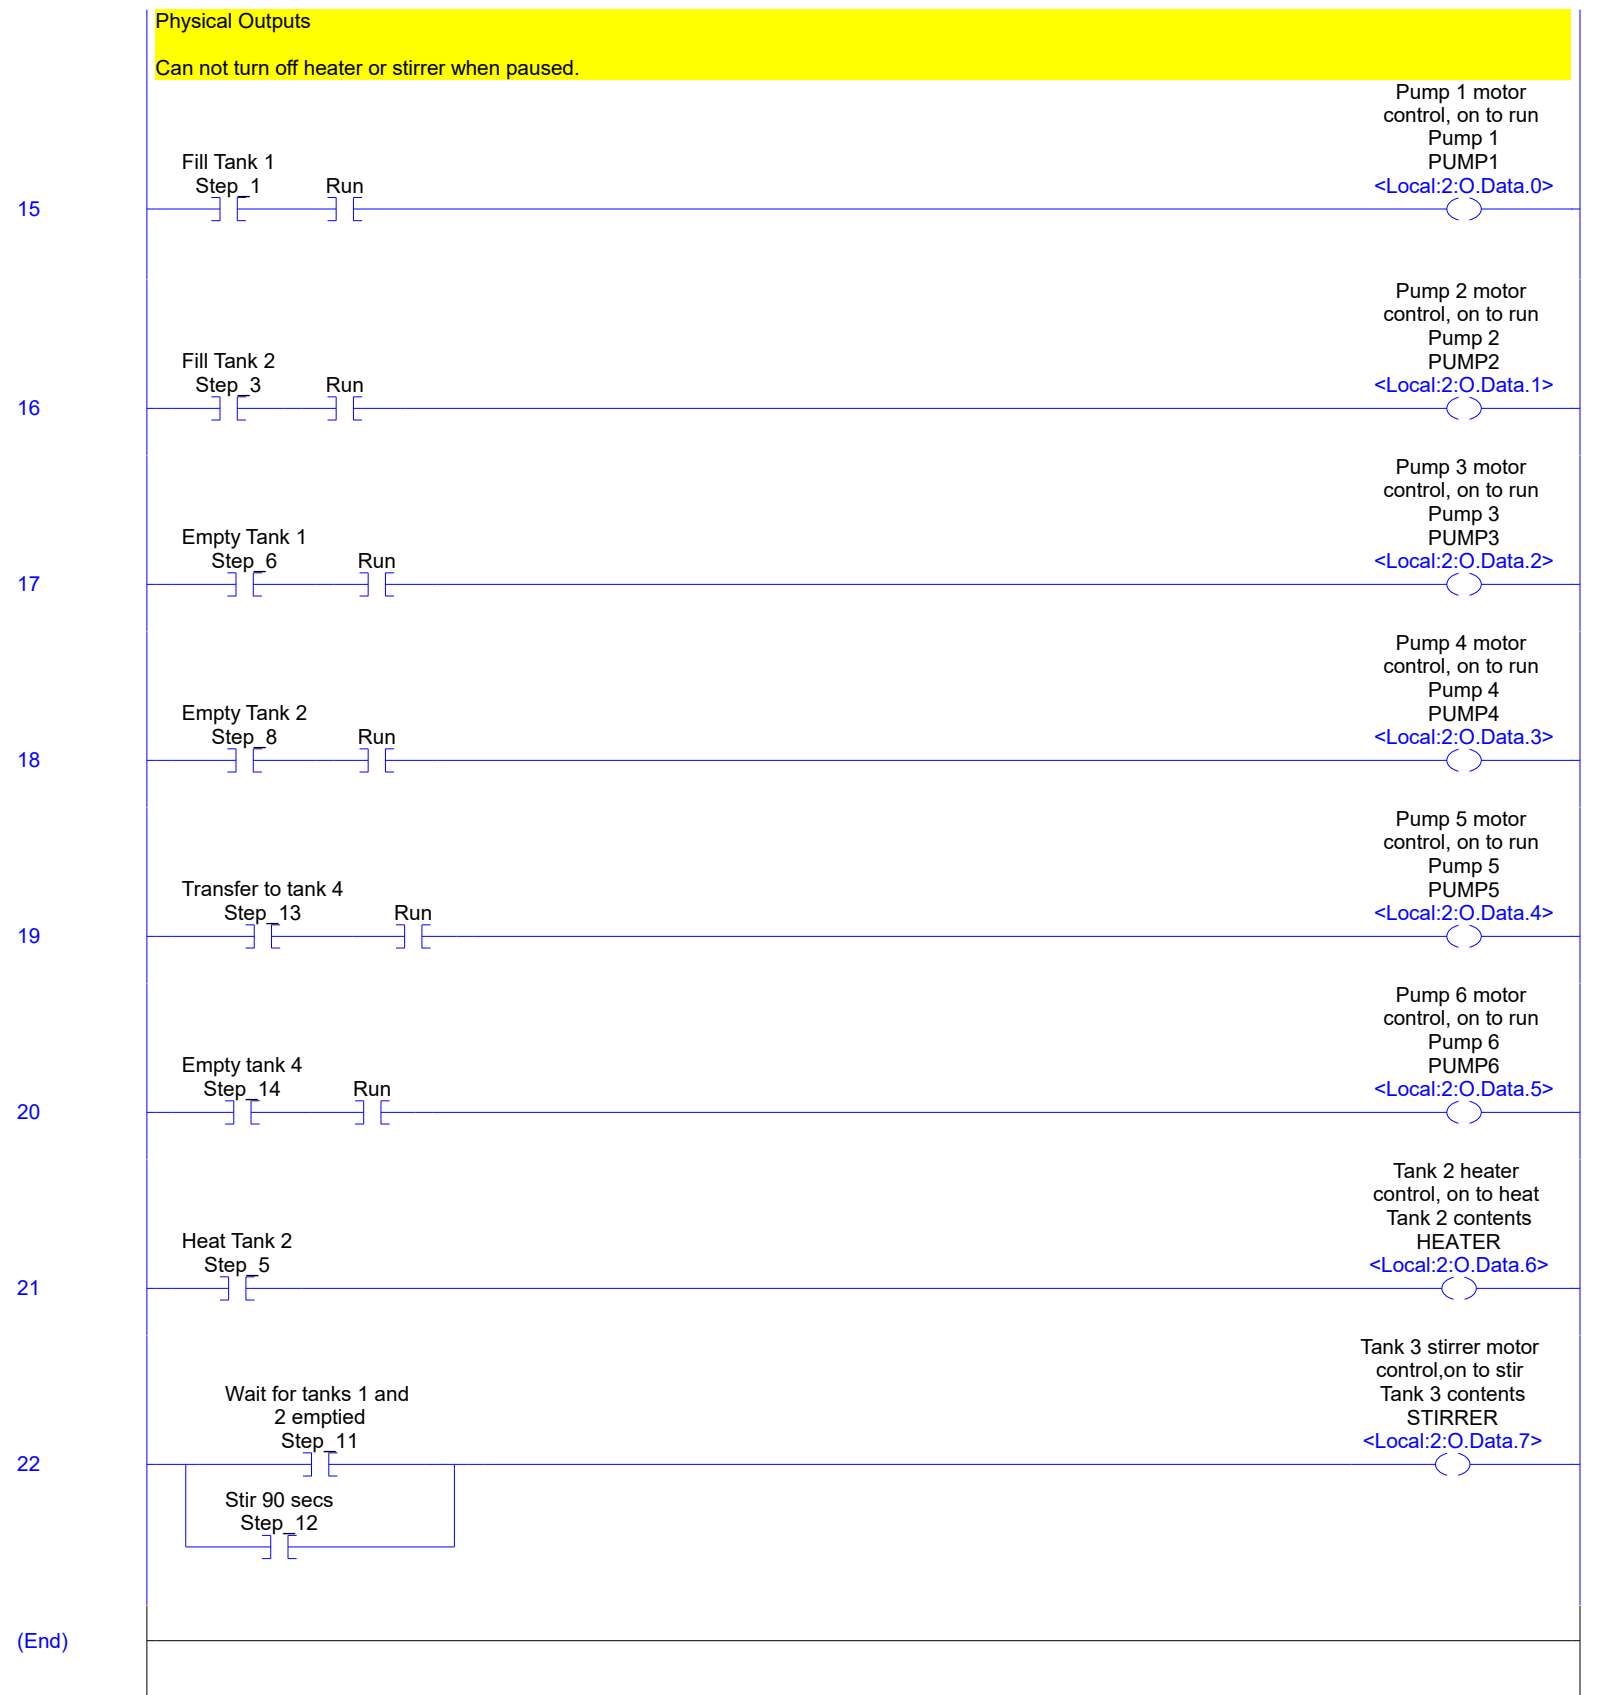 Physical Outputs
Can not turn off heater or stirrer when paused.
Pump 1 motor
control, on to run
Pump 1
PUMP1
<Local:2:O.Data.0>
Fill Tank 1
Step_1
Run
15
Pump 2 motor
control, on to run
Pump 2
PUMP2
<Local:2:O.Data.1>
Fill Tank 2
Step_3
Run
16
Pump 3 motor
control, on to run
Pump 3
PUMP3
<Local:2:O.Data.2>
Empty Tank 1
Step_6
Run
17
Pump 4 motor
control, on to run
Pump 4
PUMP4
<Local:2:O.Data.3>
Empty Tank 2
Step_8
Run
18
Pump 5 motor
control, on to run
Pump 5
PUMP5
<Local:2:O.Data.4>
Transfer to tank 4
Step_13
Run
19
Pump 6 motor
control, on to run
Pump 6
PUMP6
<Local:2:O.Data.5>
Empty tank 4
Step_14
Run
20
Tank 2 heater
control, on to heat
Tank 2 contents
HEATER
<Local:2:O.Data.6>
Heat Tank 2
Step_5
21
Tank 3 stirrer motor
control,on to stir
Tank 3 contents
STIRRER
<Local:2:O.Data.7>
Wait for tanks 1 and
2 emptied
Step_11
22
Stir 90 secs
Step_12
(End)